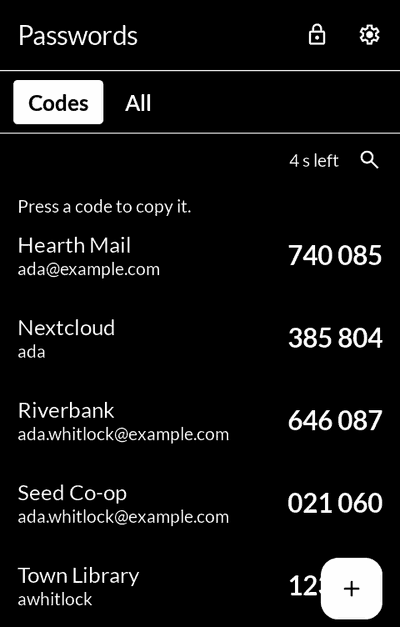 Passwords
Codes All
4 s left
Press a code to copy it.
Hearth Mail
740 085
ada@example.com
Nextcloud
385 804
ada
Riverbank
646 087
ada.whitlock@example.com
Seed Co-op
021 060
ada.whitlock@example.com
Town Library
awhitlock